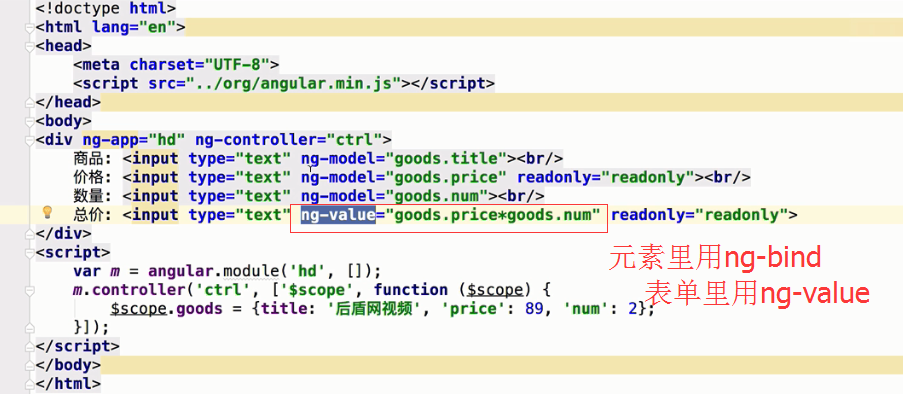 <!doctype html>
<html lang="en">
<head>
<meta charset="UTF-8">
<script src="../org/angular.min.js"></script>
</head>
<body>
<div ng-app="hd" ng-controller="ctrl">
商品: <input type="text" ng-model="goods.title"><br/>
价格: <input type="text" ng-model="goods.price" readonly="readonly"><br/>
数量: <input type="text" ng-model="goods.num"><br/>
总价: <input type="text" ng-value="goods.price*goods.num" readonly="readonly">
</div>
<script>
var m = angular.module('hd', []);
m.controller('ctrl', ['$scope', function ($scope) {
$scope.goods = {title: '后盾网视频', 'price': 89, 'num': 2};
}]);
</script>
</body>
</html>
元素里用ng-bind
表单里用ng-value